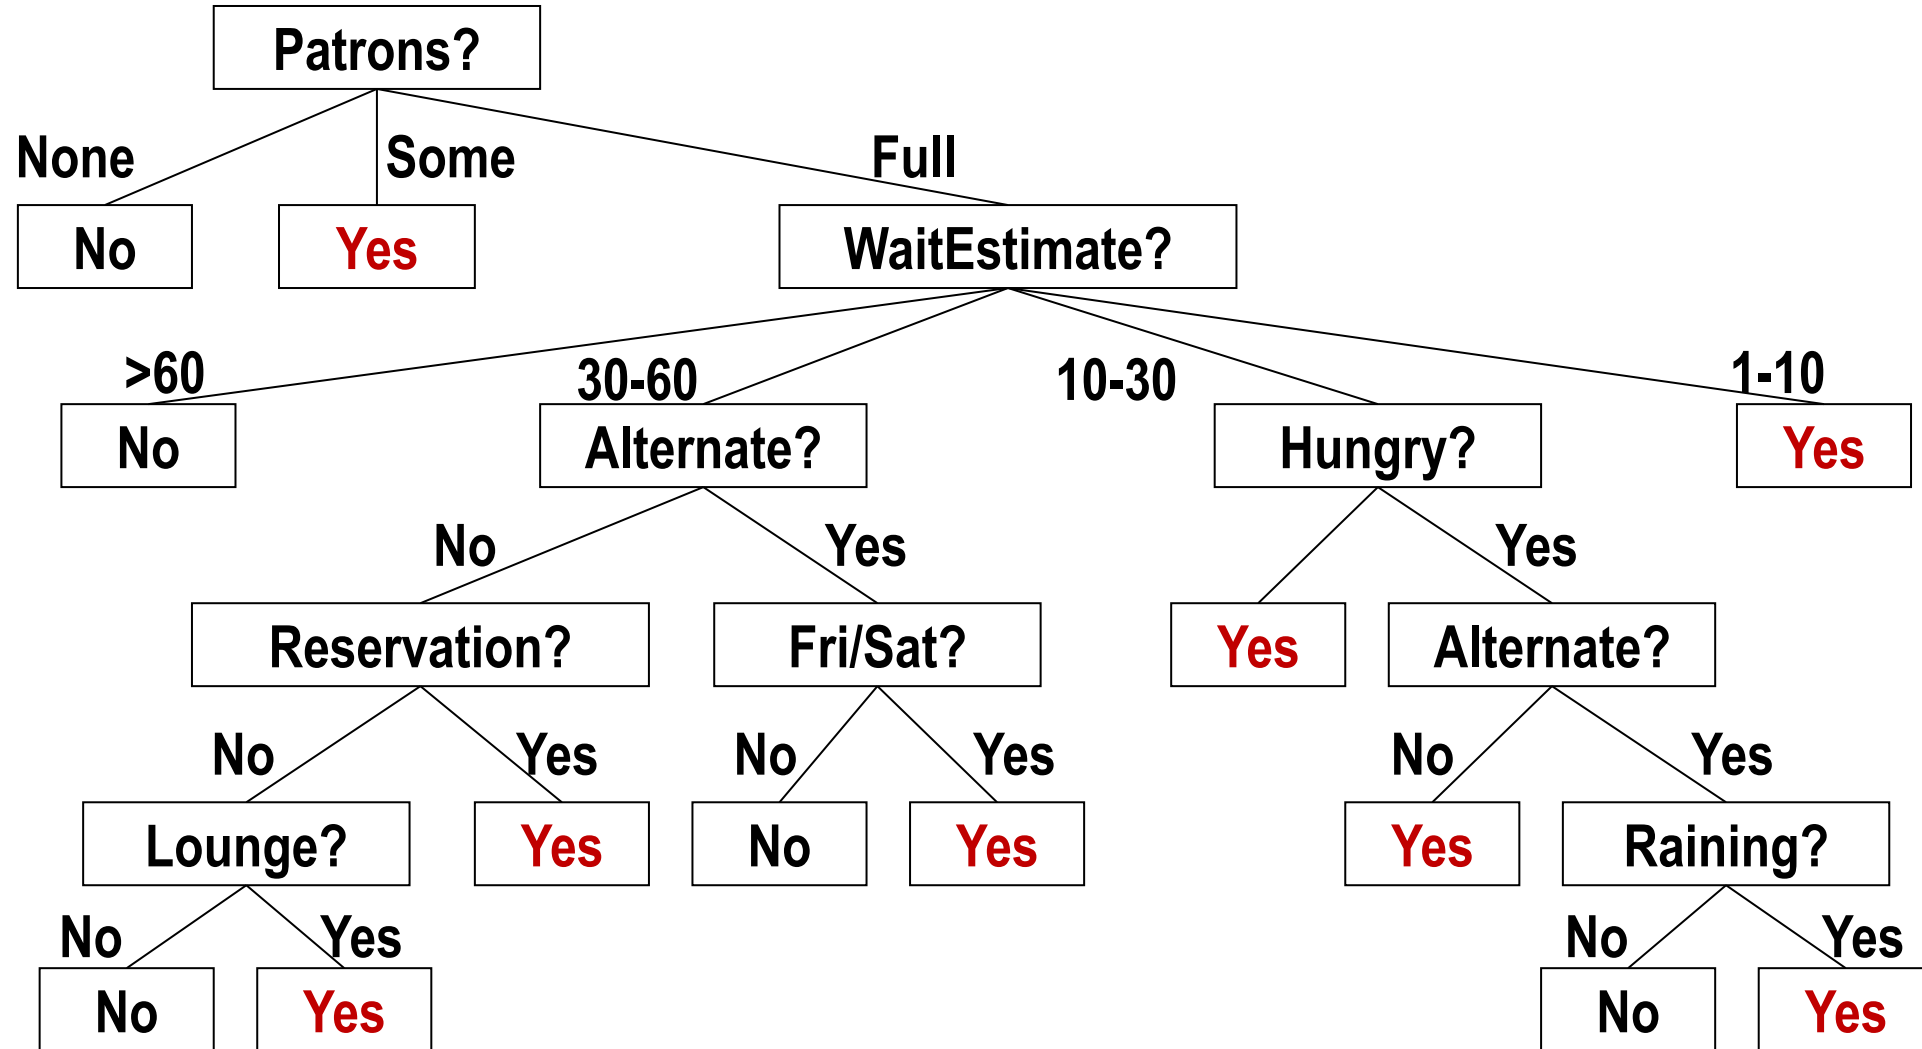 Patrons?
None
Some
Full
No
Yes
WaitEstimate?
>60
30-60
10-30
1-10
No
Alternate?
Hungry?
Yes
No
Yes
Yes
Reservation?
Fri/Sat?
Yes
Alternate?
No
Yes
No
Yes
No
Yes
Lounge?
Yes
No
Yes
Yes
Raining?
No
Yes
No
Yes
No
Yes
No
Yes